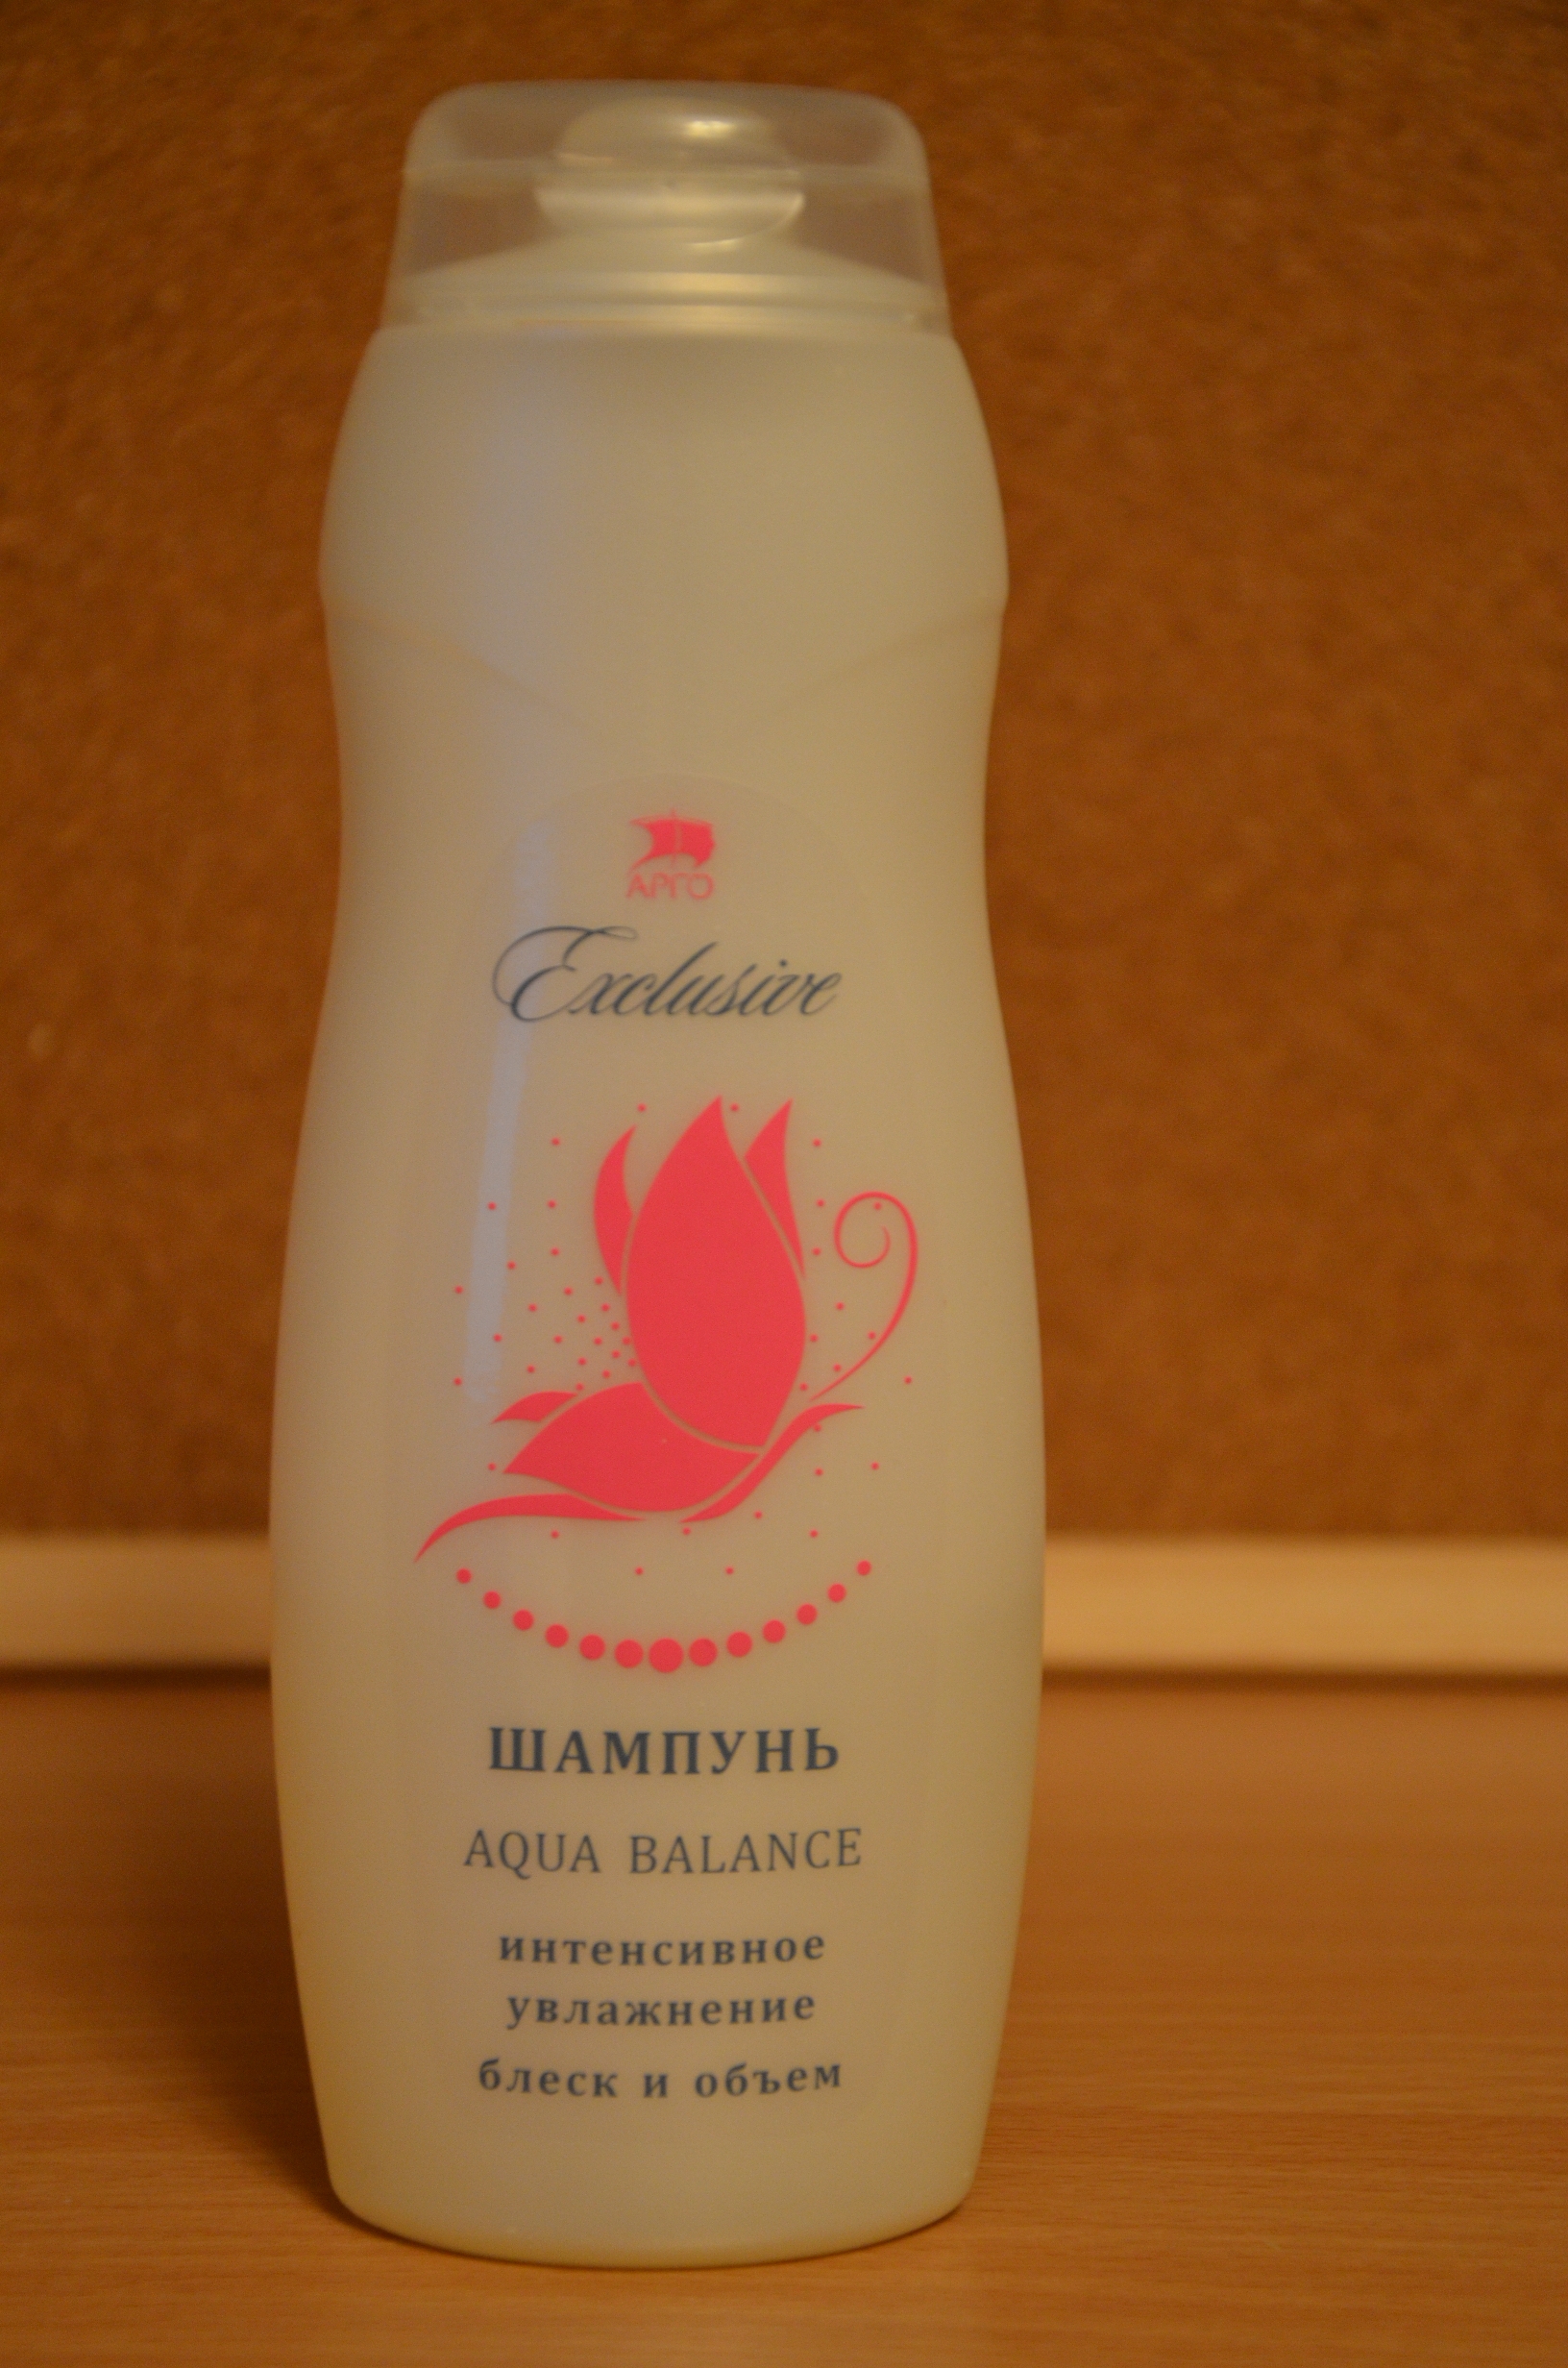 АРГО
Exclusive
ШАМПУНЬ
AQUA BALANCE
интенсивное
увлажнение
блеск и объем